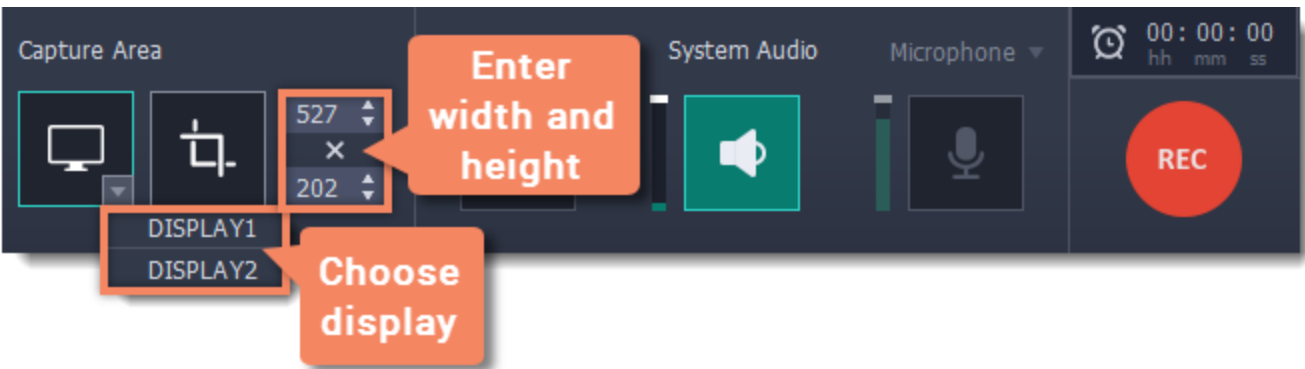 Capture Area
527
×
202
DISPLAY1
DISPLAY2
Enter
width and
height
Choose
display
System Audio
Microphone
00 : 00 : 00
hh mm ss
REC